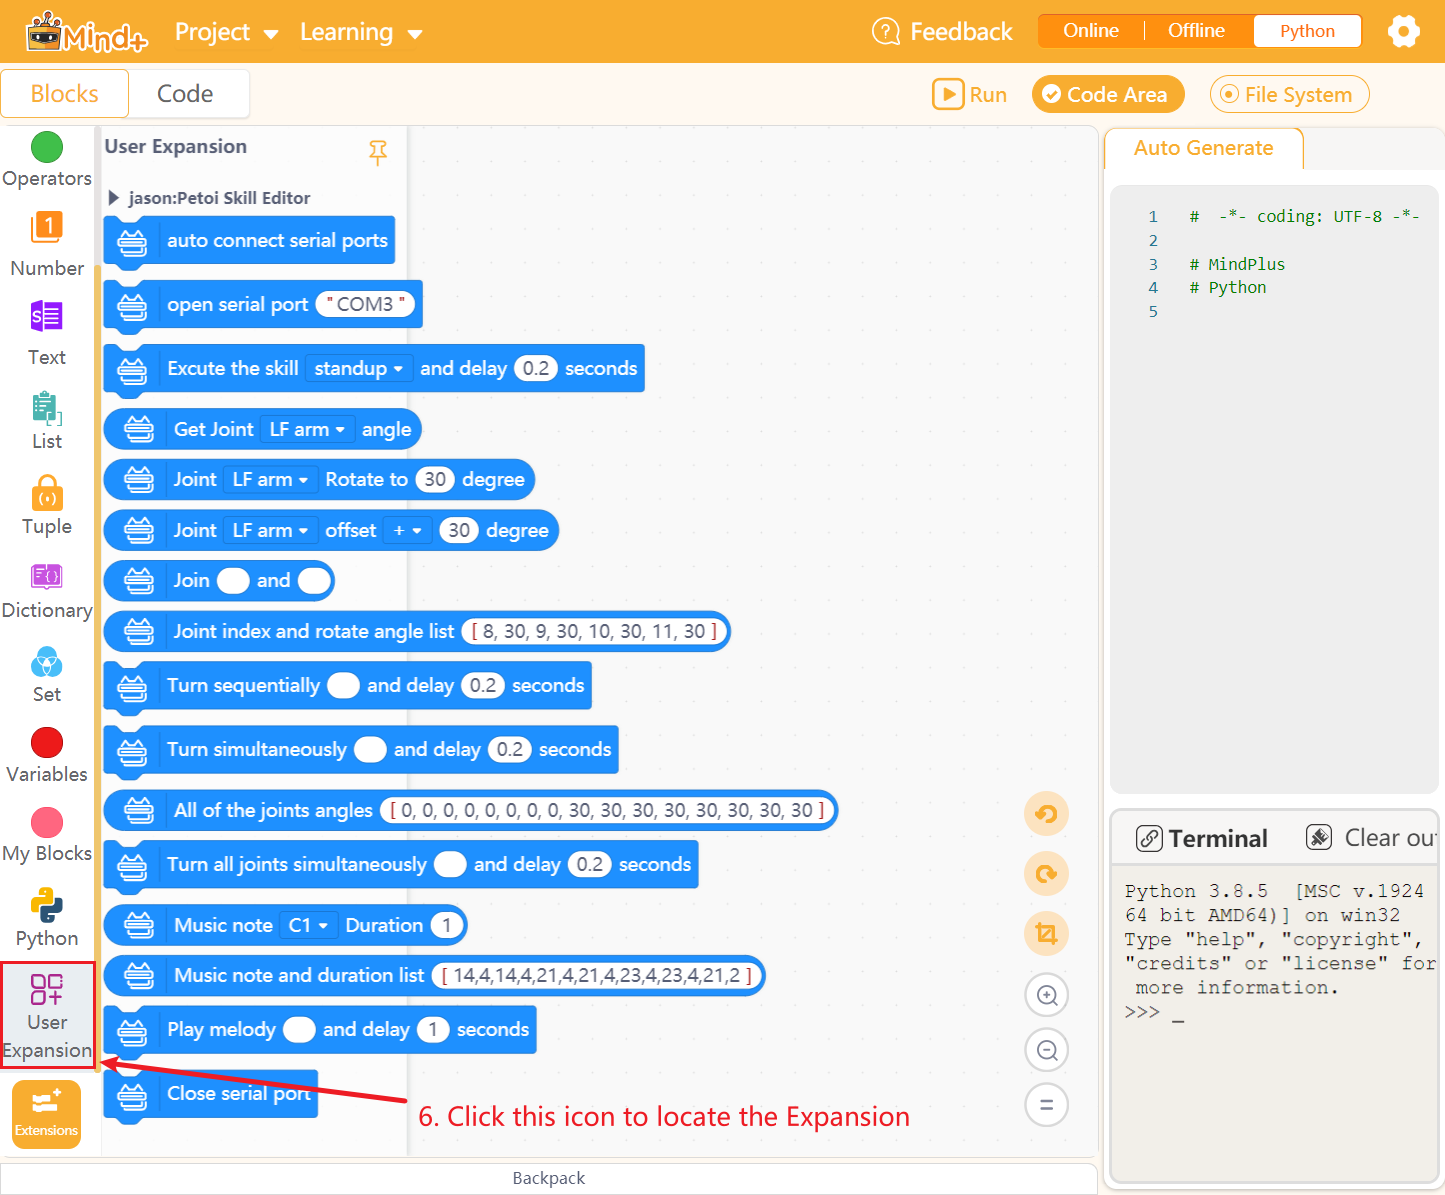 Mind+ Project Learning Feedback Online Offline Python
Blocks Code Run Code Area File System
Operators
1
Number
S
Text
List
Tuple
Dictionary
Set
Variables
My Blocks
Python
User
Expansion
Extensions
User Expansion
jason:Petoi Skill Editor
auto connect serial ports
open serial port "COM3 "
Excute the skill standup and delay 0.2 seconds
Get Joint LF arm angle
Joint LF arm Rotate to 30 degree
Joint LF arm offset + 30 degree
Join and
Joint index and rotate angle list [ 8, 30, 9, 30, 10, 30, 11, 30 ]
Turn sequentially and delay 0.2 seconds
Turn simultaneously and delay 0.2 seconds
All of the joints angles [ 0, 0, 0, 0, 0, 0, 0, 0, 30, 30, 30, 30, 30, 30, 30, 30 ]
Turn all joints simultaneously and delay 0.2 seconds
Music note C1 Duration 1
Music note and duration list [ 14,4,14,4,21,4,21,4,23,4,23,4,21,2 ]
Play melody and delay 1 seconds
Close serial port
6. Click this icon to locate the Expansion
Backpack
Auto Generate
1 # -*- coding: UTF-8 -*-
2
3 # MindPlus
4 # Python
5
Terminal Clear ou
Python 3.8.5 [MSC v.1924
64 bit AMD64)] on win32
Type "help", "copyright",
"credits" or "license" for
more information.
>>> _